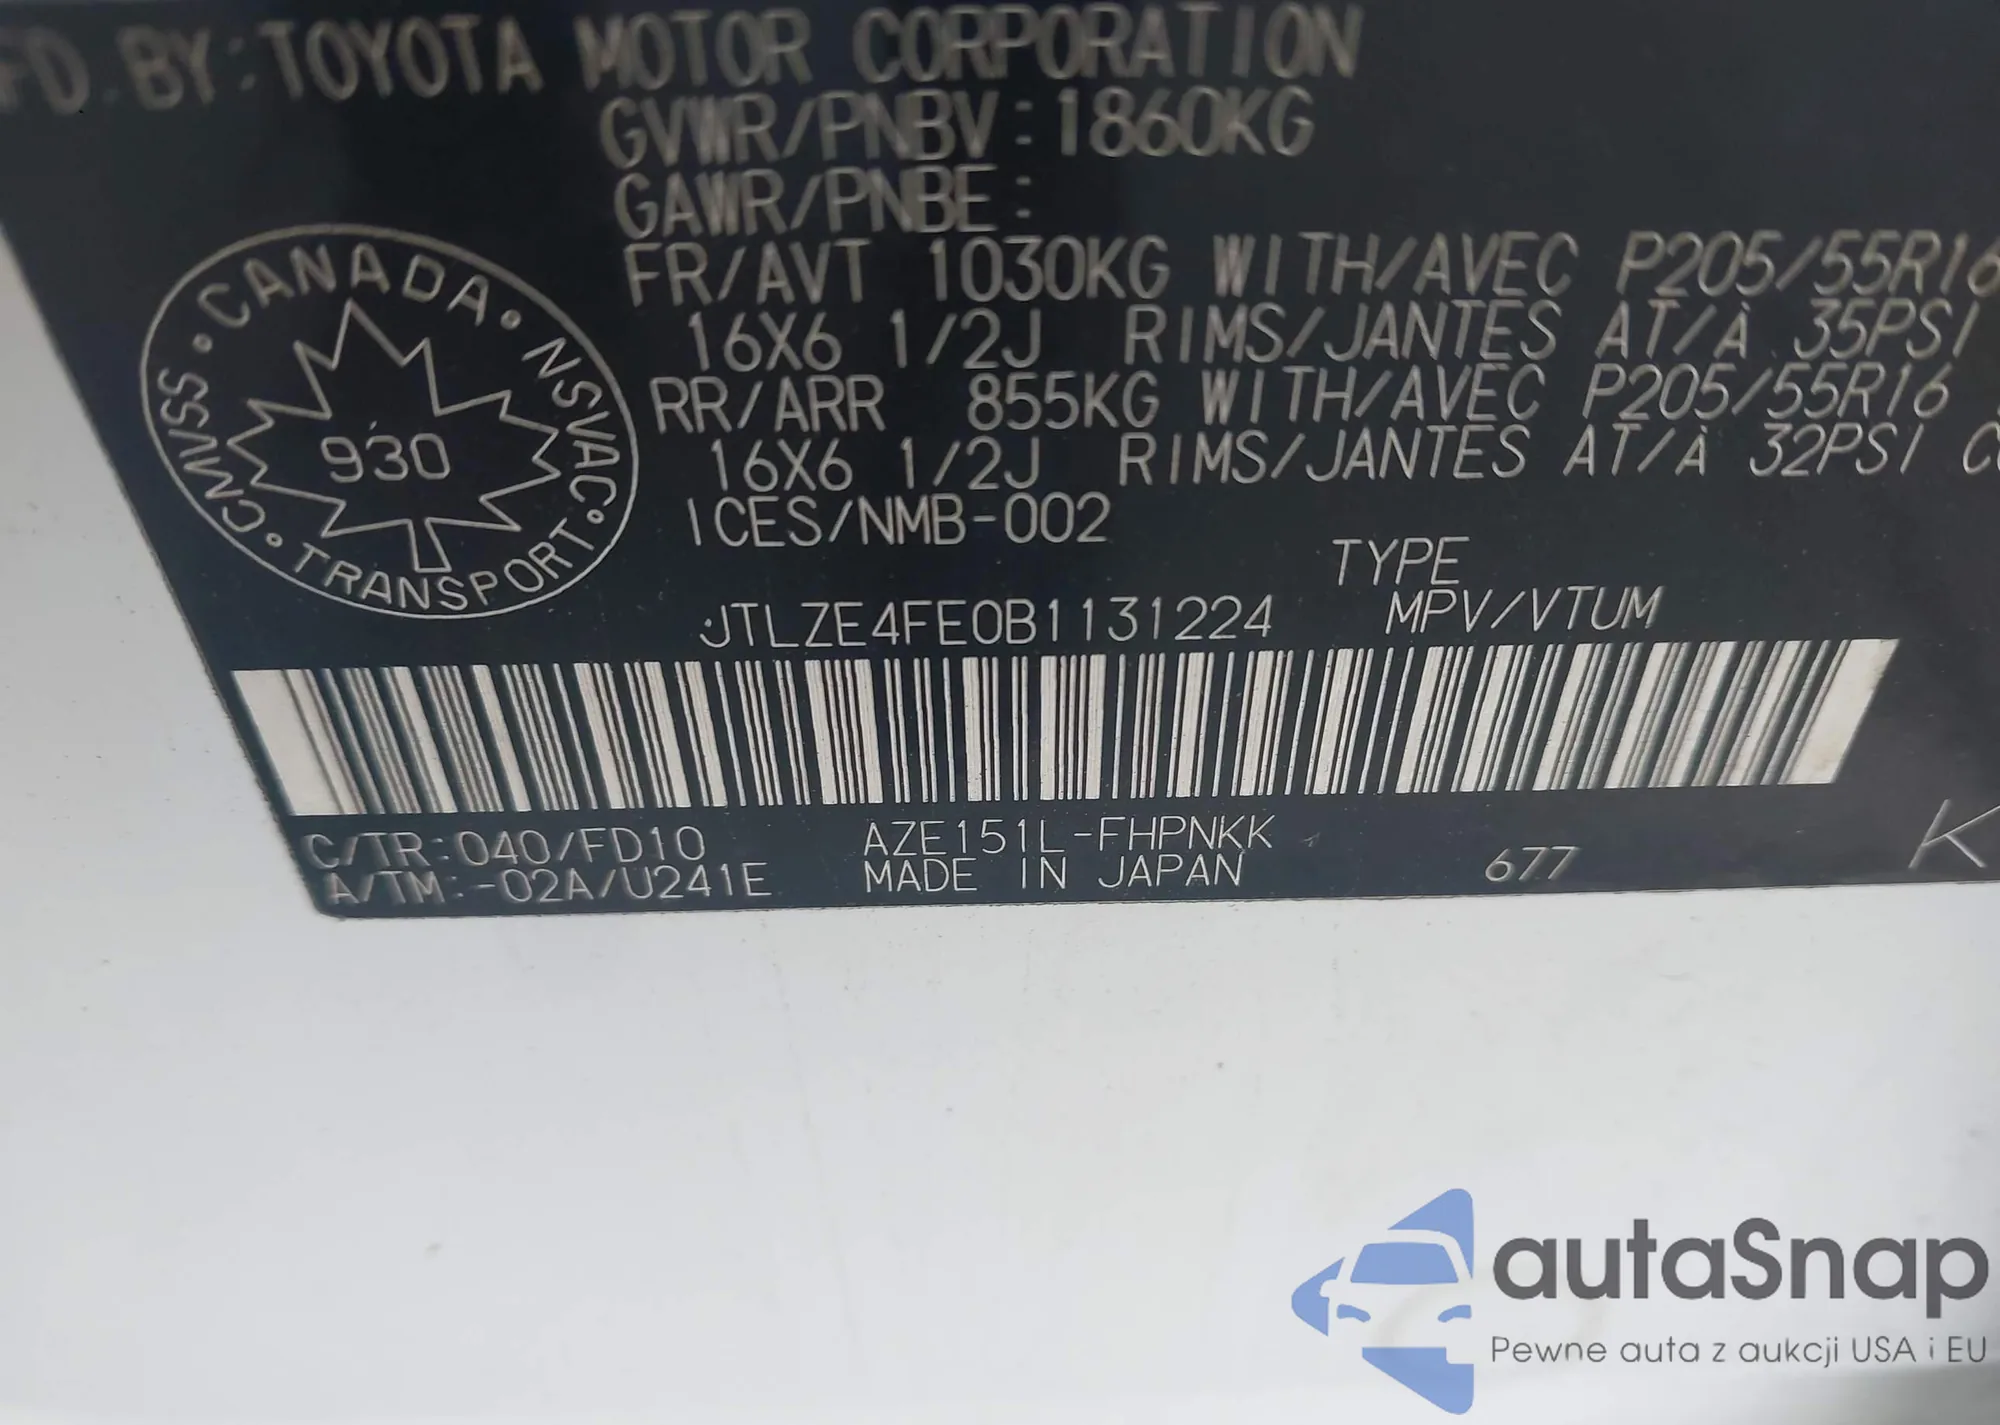 FD. BY:TOYOTA MOTOR CORPORATION
GVWR/PNBV:1860KG
GAWR/PNBE:
FR/AVT 1030KG WITH/AVEC P205/55R16
16X6 1/2J RIMS/JANTES AT/À 35PSI
RR/ARR 855KG WITH/AVEC P205/55R16
16X6 1/2J RIMS/JANTES AT/À 32PSI
ICES/NMB-002
CMVSS • CANADA • NSVAC • TRANSPORT •
930
TYPE
JTLZE4FE0B1131224 MPV/VTUM
C/TR:040/FD10 AZE151L-FHPNKK
A/TM:-02A/U241E MADE IN JAPAN 677 K
autaSnap
Pewne auta z aukcji USA i EU